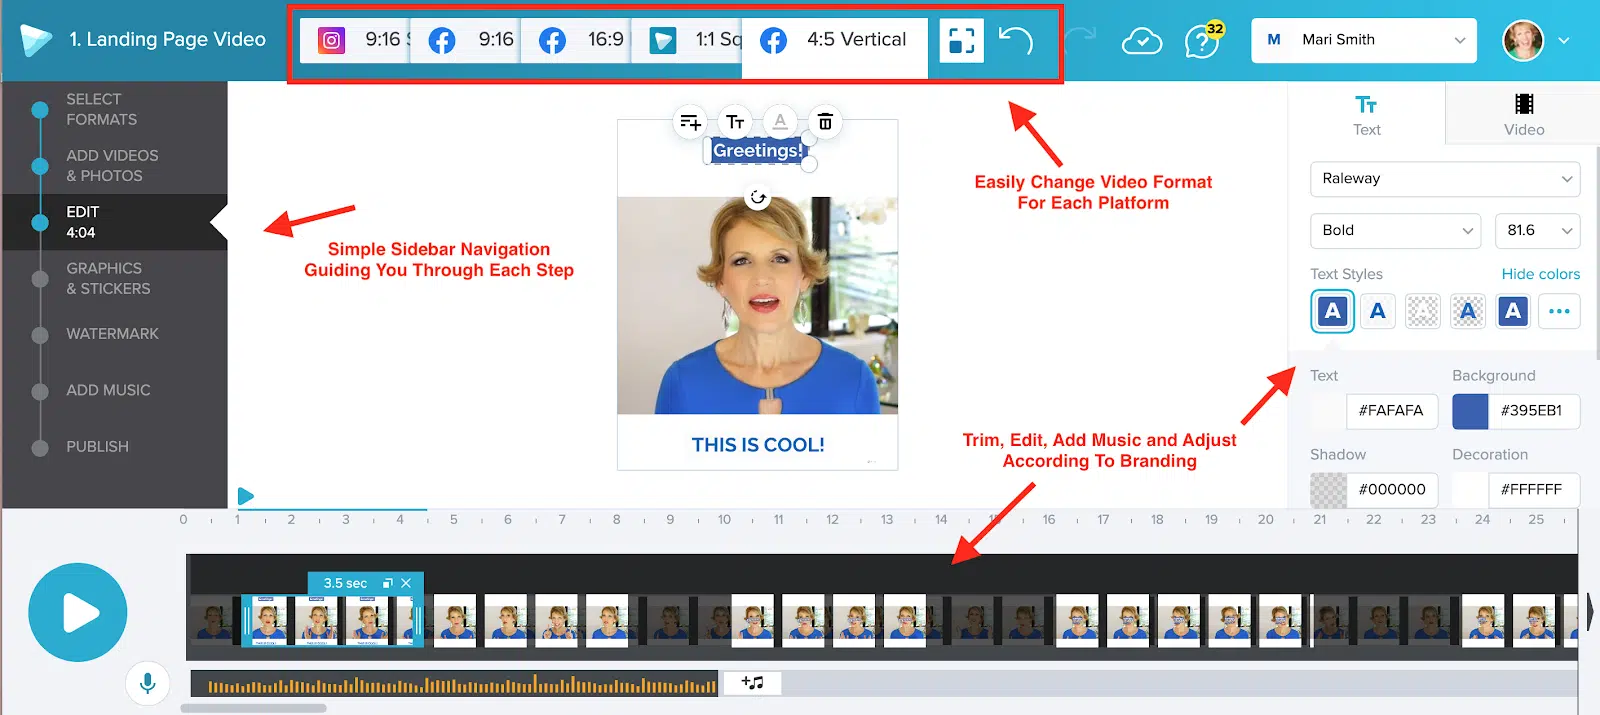 1. Landing Page Video
9:16
9:16
16:9
1:1 Sq
4:5 Vertical
32
M Mari Smith
SELECT
FORMATS
ADD VIDEOS
& PHOTOS
EDIT
4:04
GRAPHICS
& STICKERS
WATERMARK
ADD MUSIC
PUBLISH
Simple Sidebar Navigation
Guiding You Through Each Step
TT A
Greetings!
THIS IS COOL!
Easily Change Video Format
For Each Platform
Trim, Edit, Add Music and Adjust
According To Branding
TT
Text
Video
Raleway
Bold 81.6
Text Styles Hide colors
A A A A A
Text Background
#FAFAFA #395EB1
Shadow Decoration
#000000 #FFFFFF
0 1 2 3 4 5 6 7 8 9 10 11 12 13 14 15 16 17 18 19 20 21 22 23 24 25
3.5 sec